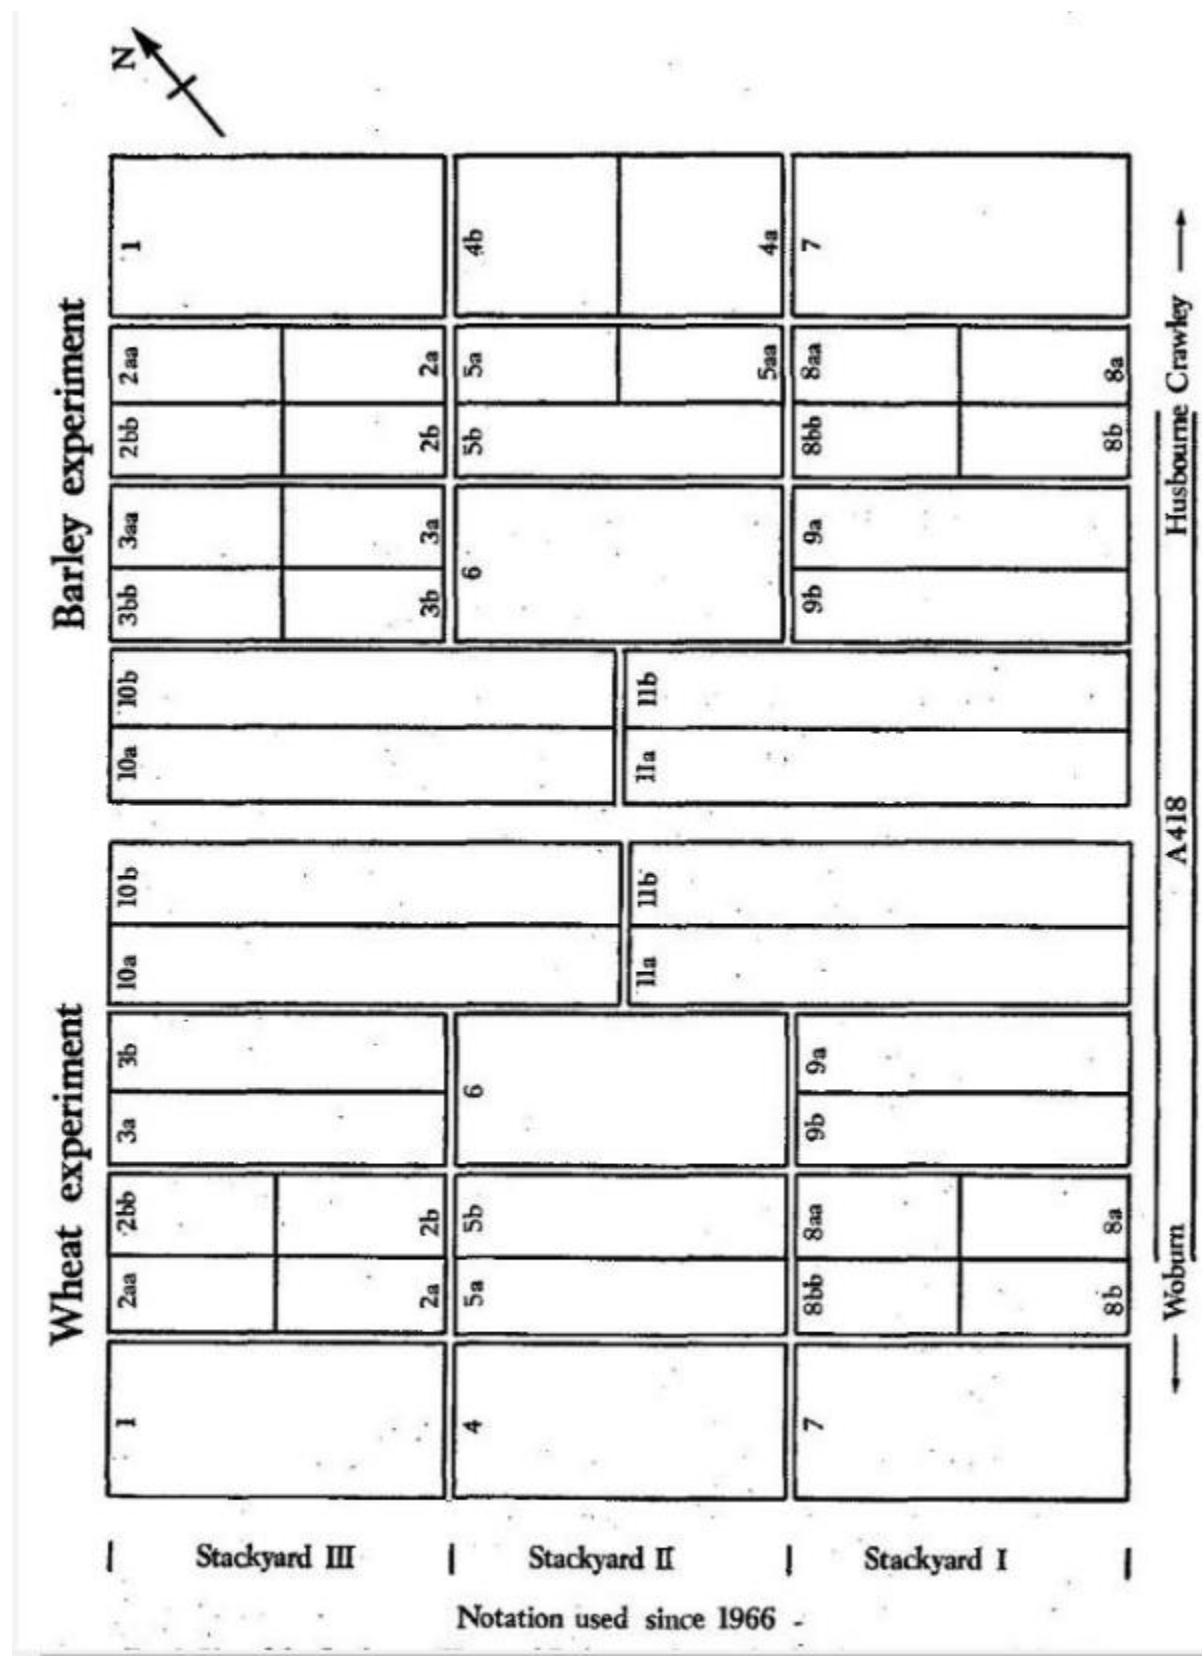 N
Barley experiment
1
4b
4a
7
2aa
2a
5a
5aa
8aa
8a
2bb
2b
5b
8bb
8b
3aa
3a
6
9a
3bb
3b
9b
10b
11b
10a
11a
Wheat experiment
10b
11b
10a
11a
3b
6
9a
3a
9b
2bb
2b
5b
8aa
8a
2aa
2a
5a
8bb
8b
1
4
7
Husbourne Crawley
A418
Woburn
Stackyard III
Stackyard II
Stackyard I
Notation used since 1966